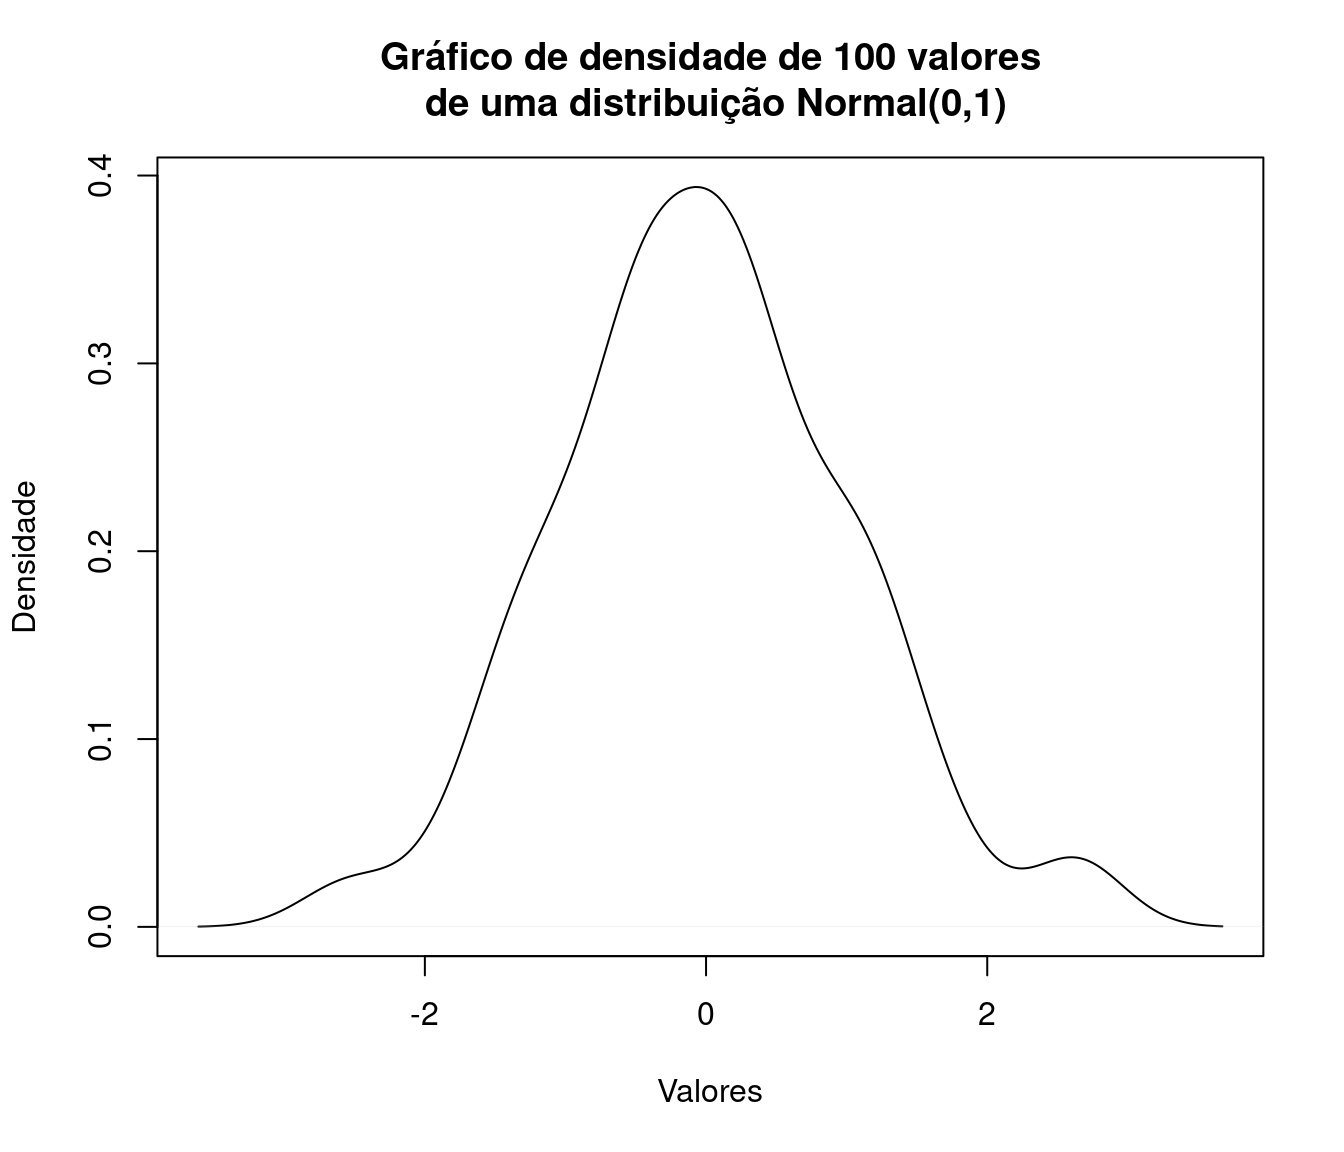 Gráfico de densidade de 100 valores
de uma distribuição Normal(0,1)
0.4
0.3
0.2
0.1
0.0
Densidade
-2 0 2
Valores